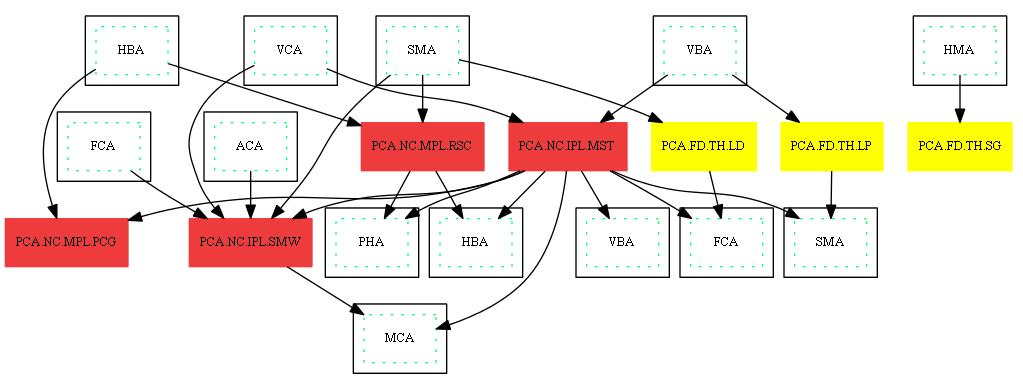 HBA
VCA
SMA
VBA
HMA
FCA
ACA
PCA.NC.MPL.RSC
PCA.NC.IPL.MST
PCA.FD.TH.LD
PCA.FD.TH.LP
PCA.FD.TH.SG
PCA.NC.MPL.PCG
PCA.NC.IPL.SMW
PHA
HBA
VBA
FCA
SMA
MCA